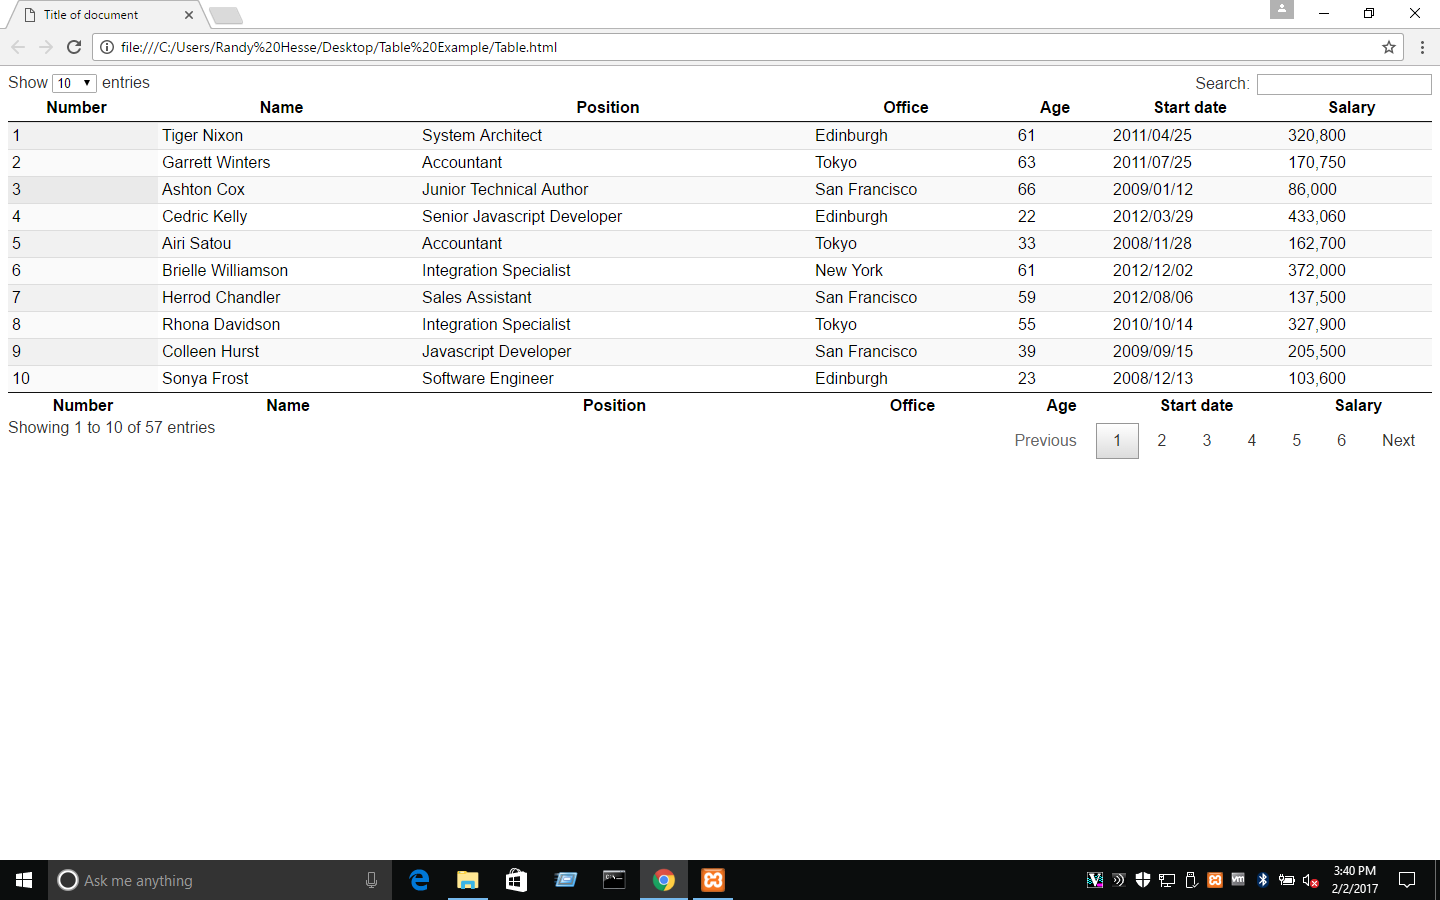 Title of document
file:///C:/Users/Randy%20Hesse/Desktop/Table%20Example/Table.html
Show 10 entries Search:
Number Name Position Office Age Start date Salary
1 Tiger Nixon System Architect Edinburgh 61 2011/04/25 320,800
2 Garrett Winters Accountant Tokyo 63 2011/07/25 170,750
3 Ashton Cox Junior Technical Author San Francisco 66 2009/01/12 86,000
4 Cedric Kelly Senior Javascript Developer Edinburgh 22 2012/03/29 433,060
5 Airi Satou Accountant Tokyo 33 2008/11/28 162,700
6 Brielle Williamson Integration Specialist New York 61 2012/12/02 372,000
7 Herrod Chandler Sales Assistant San Francisco 59 2012/08/06 137,500
8 Rhona Davidson Integration Specialist Tokyo 55 2010/10/14 327,900
9 Colleen Hurst Javascript Developer San Francisco 39 2009/09/15 205,500
10 Sonya Frost Software Engineer Edinburgh 23 2008/12/13 103,600
Number Name Position Office Age Start date Salary
Showing 1 to 10 of 57 entries
Previous 1 2 3 4 5 6 Next
Ask me anything
3:40 PM
2/2/2017